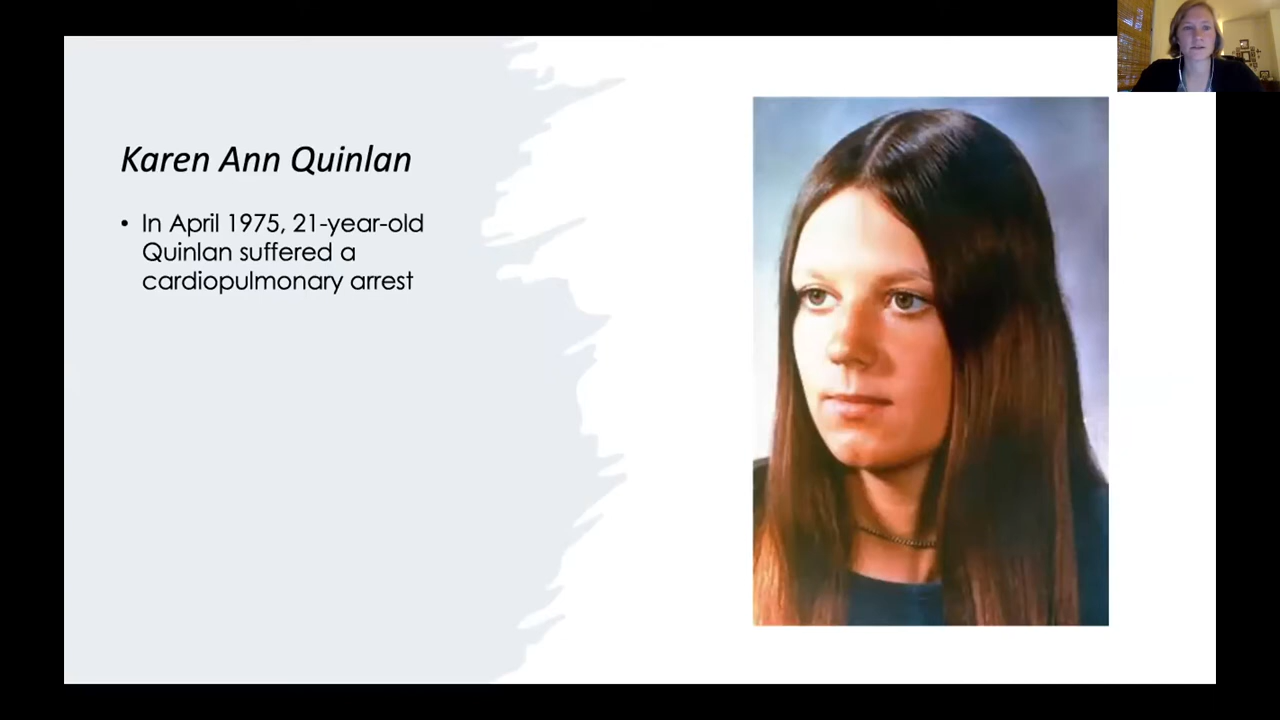 Karen Ann Quinlan
• In April 1975, 21-year-old
Quinlan suffered a
cardiopulmonary arrest